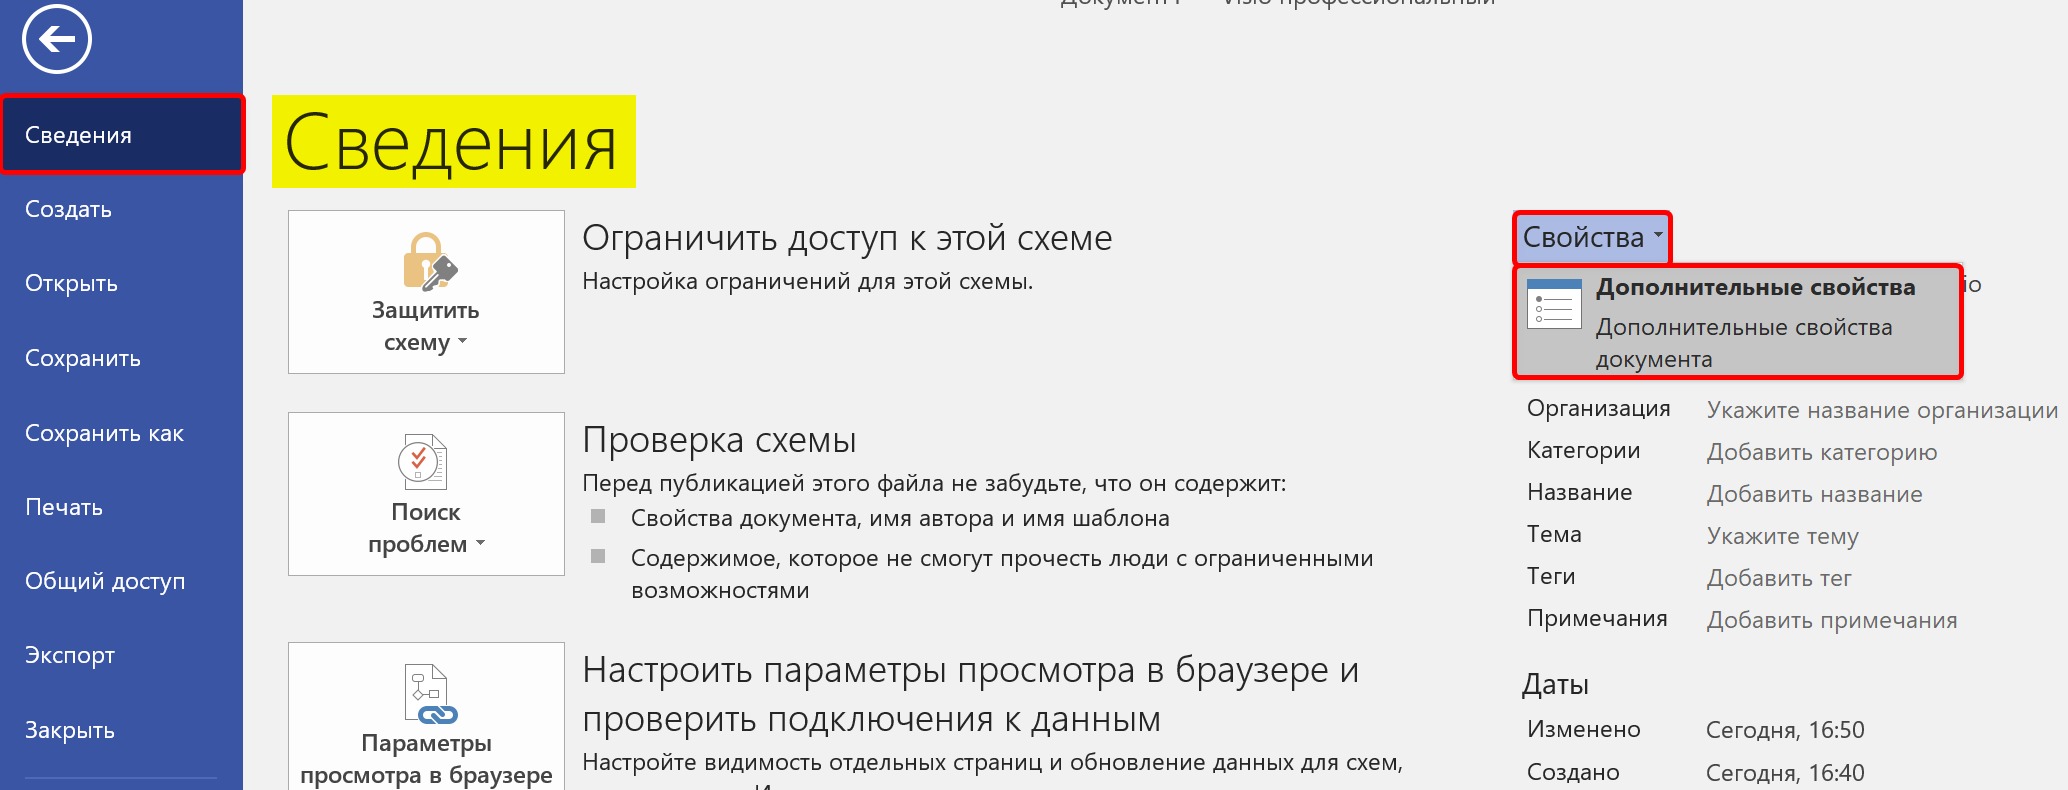 Сведения
Создать
Открыть
Сохранить
Сохранить как
Печать
Общий доступ
Экспорт
Закрыть
Сведения
Защитить
схему
Ограничить доступ к этой схеме
Настройка ограничений для этой схемы.
Поиск
проблем
Проверка схемы
Перед публикацией этого файла не забудьте, что он содержит:
Свойства документа, имя автора и имя шаблона
Содержимое, которое не смогут прочесть люди с ограниченными
возможностями
Параметры
просмотра в браузере
Настроить параметры просмотра в браузере и
проверить подключения к данным
Настройте видимость отдельных страниц и обновление данных для схем,
Свойства
Дополнительные свойства
Дополнительные свойства
документа
Организация Укажите название организации
Категории Добавить категорию
Название Добавить название
Тема Укажите тему
Теги Добавить тег
Примечания Добавить примечания
Даты
Изменено Сегодня, 16:50
Создано Сегодня, 16:40